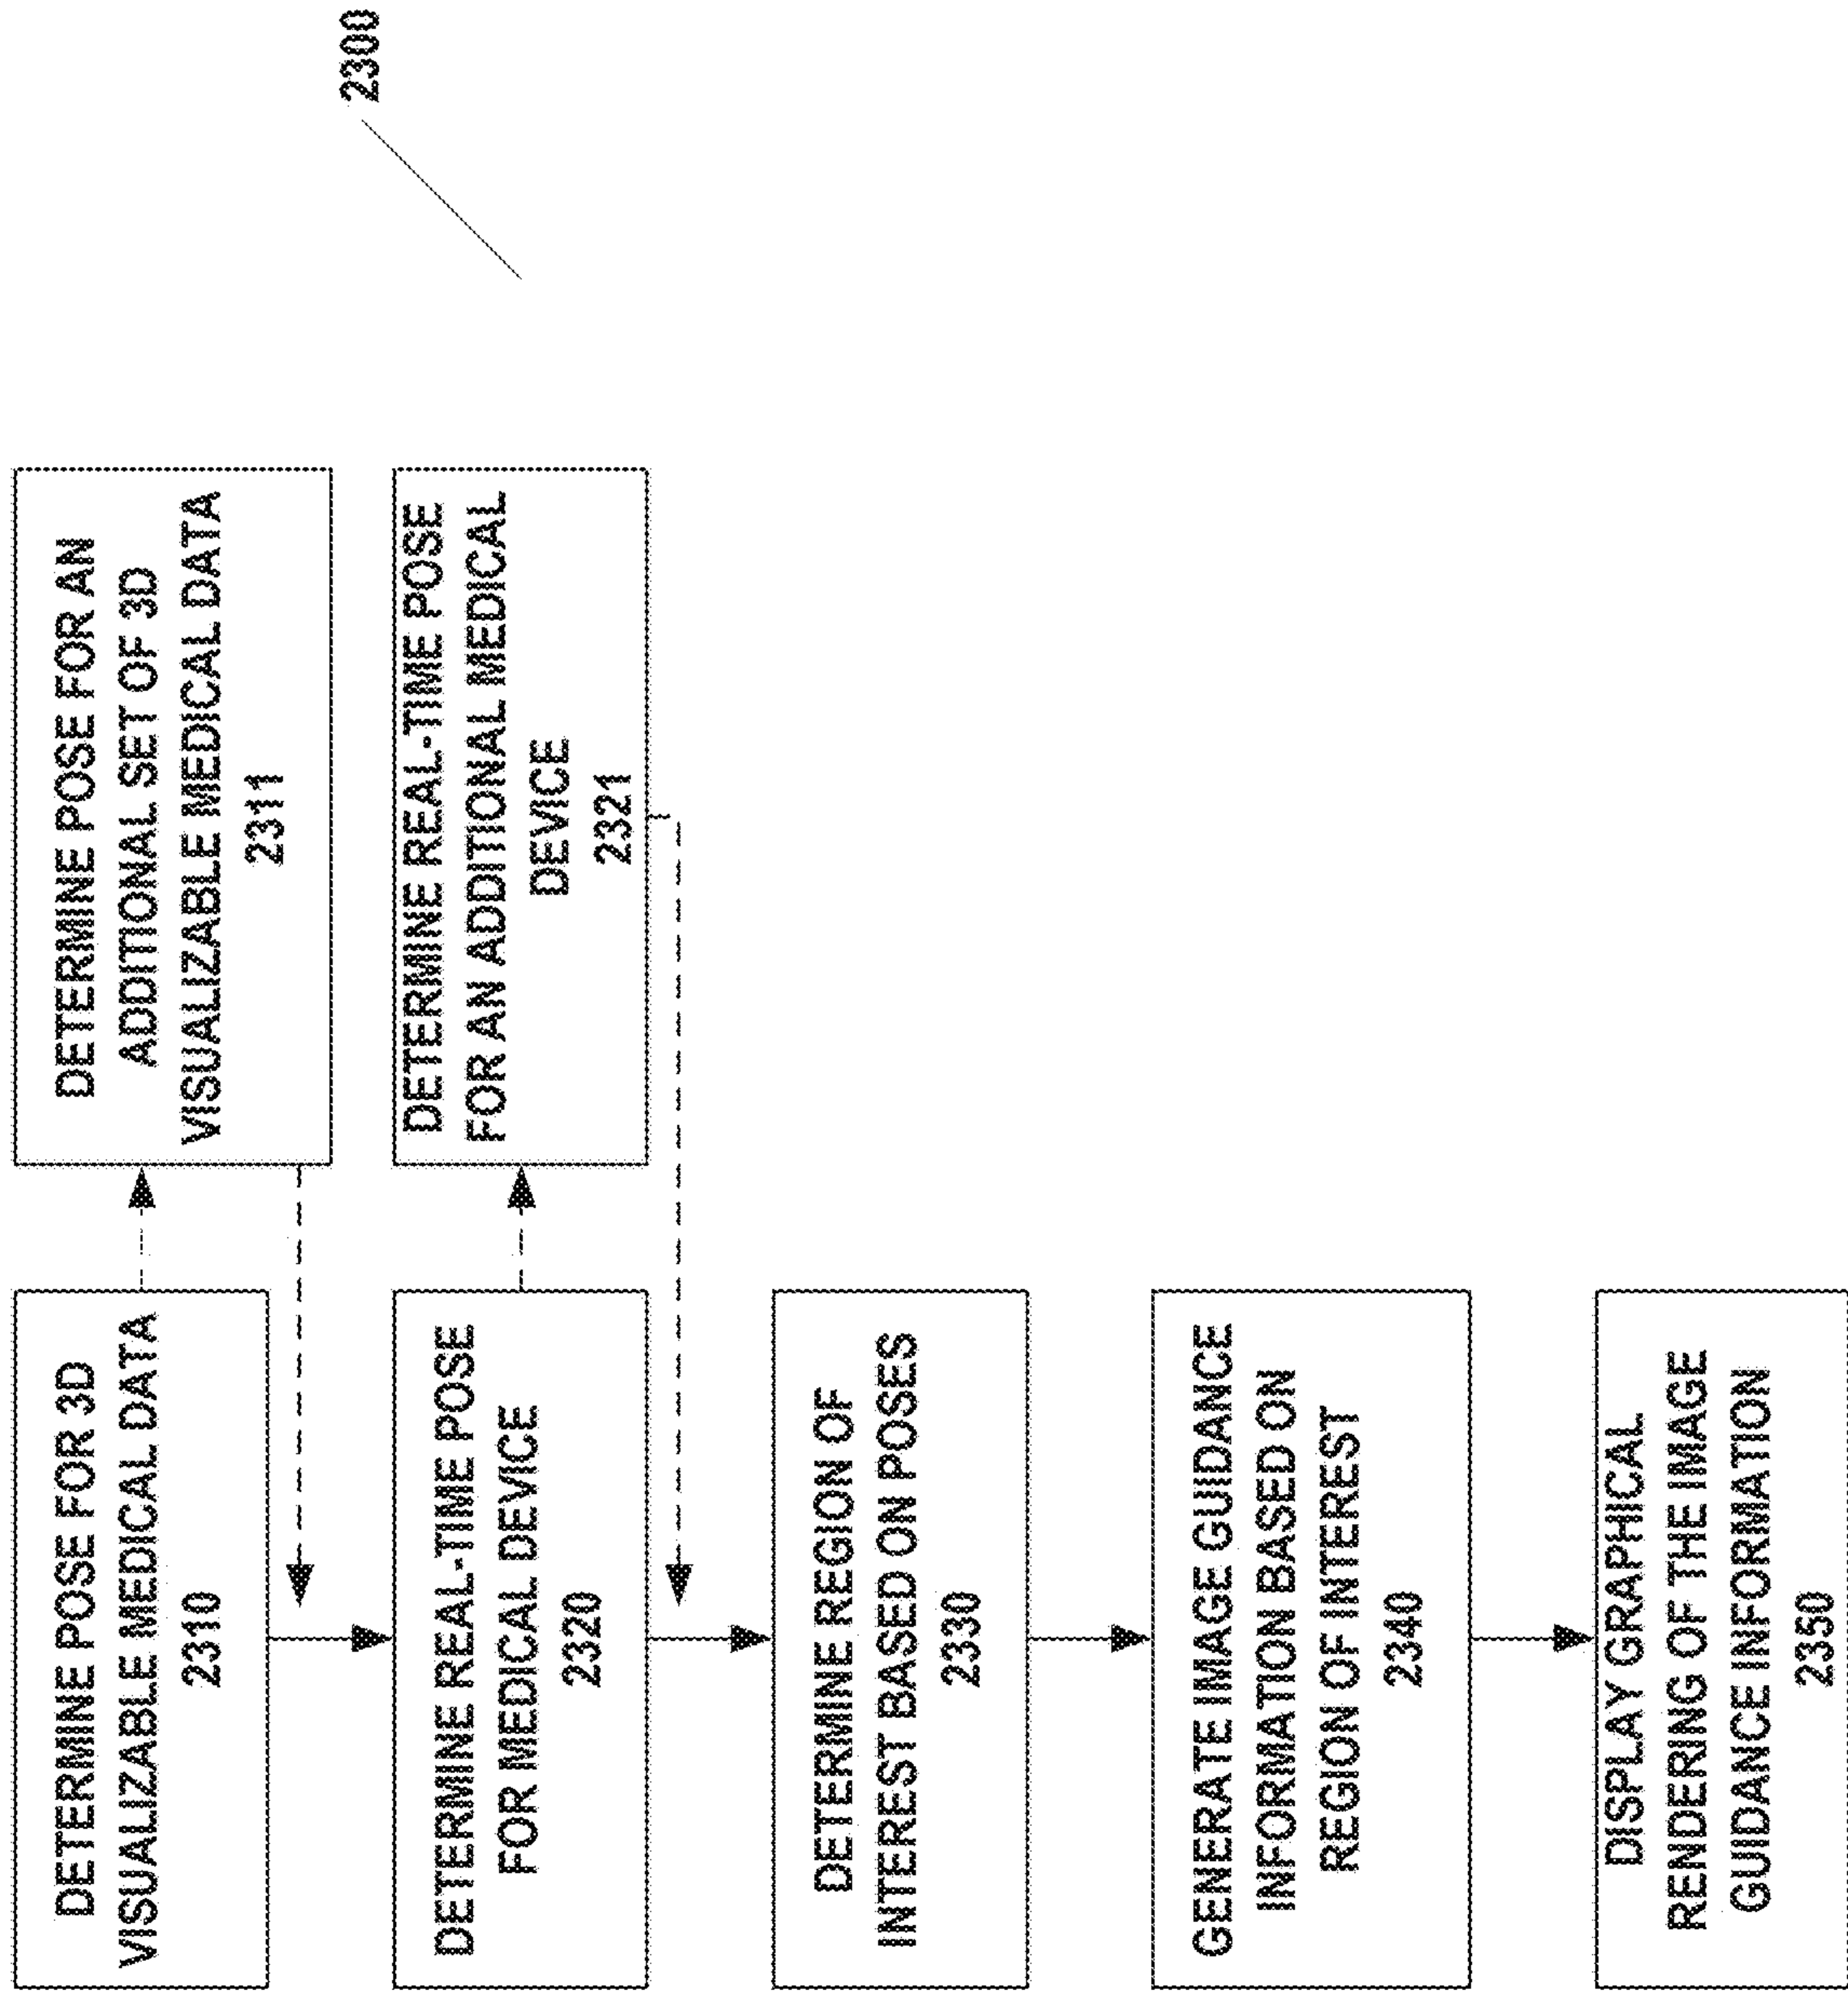 DETERMINE POSE FOR 3D
VISUALIZABLE MEDICAL DATA
2310
DETERMINE POSE FOR AN
ADDITIONAL SET OF 3D
VISUALIZABLE MEDICAL DATA
2311
DETERMINE REAL-TIME POSE
FOR MEDICAL DEVICE
2320
DETERMINE REAL-TIME POSE
FOR AN ADDITIONAL MEDICAL
DEVICE
2321
DETERMINE REGION OF
INTEREST BASED ON POSES
2330
GENERATE IMAGE GUIDANCE
INFORMATION BASED ON
REGION OF INTEREST
2340
DISPLAY GRAPHICAL
RENDERING OF THE IMAGE
GUIDANCE INFORMATION
2350
2300